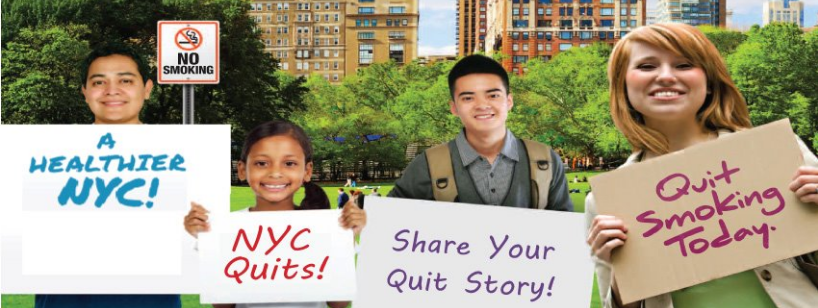 NO
SMOKING
A
HEALTHIER
NYC!
NYC
Quits!
Share Your
Quit Story!
Quit
Smoking
Today.